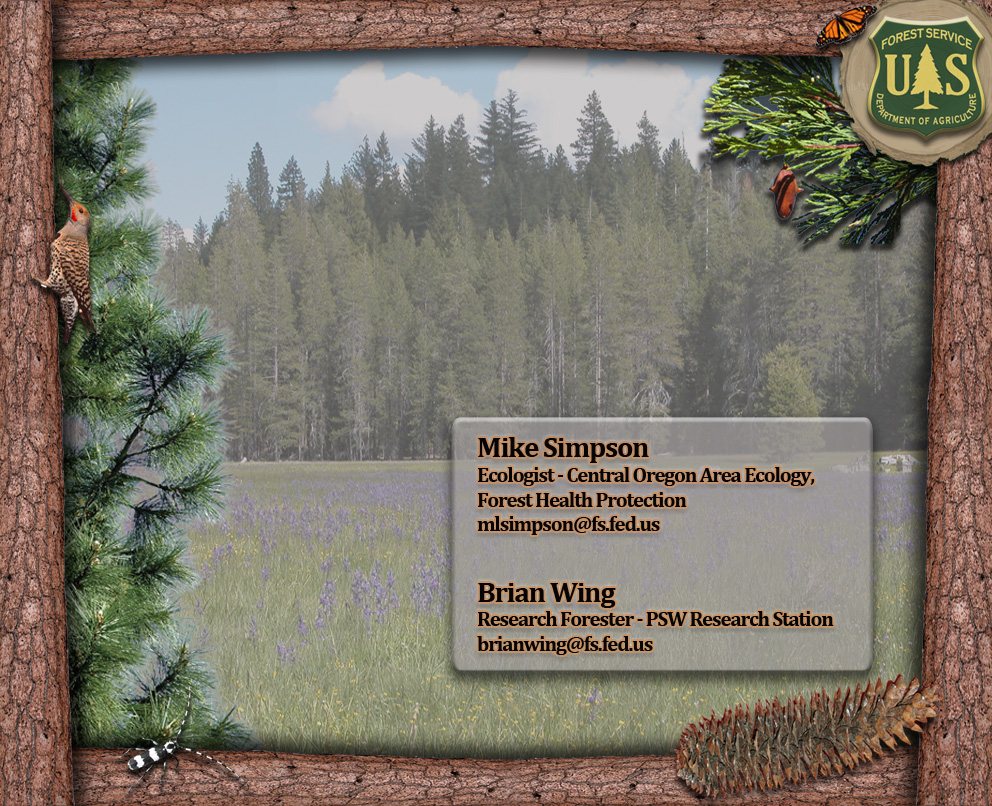 FOREST SERVICE
U S
DEPARTMENT OF AGRICULTURE
Mike Simpson
Ecologist - Central Oregon Area Ecology,
Forest Health Protection
mlsimpson@fs.fed.us
Brian Wing
Research Forester - PSW Research Station
brianwing@fs.fed.us